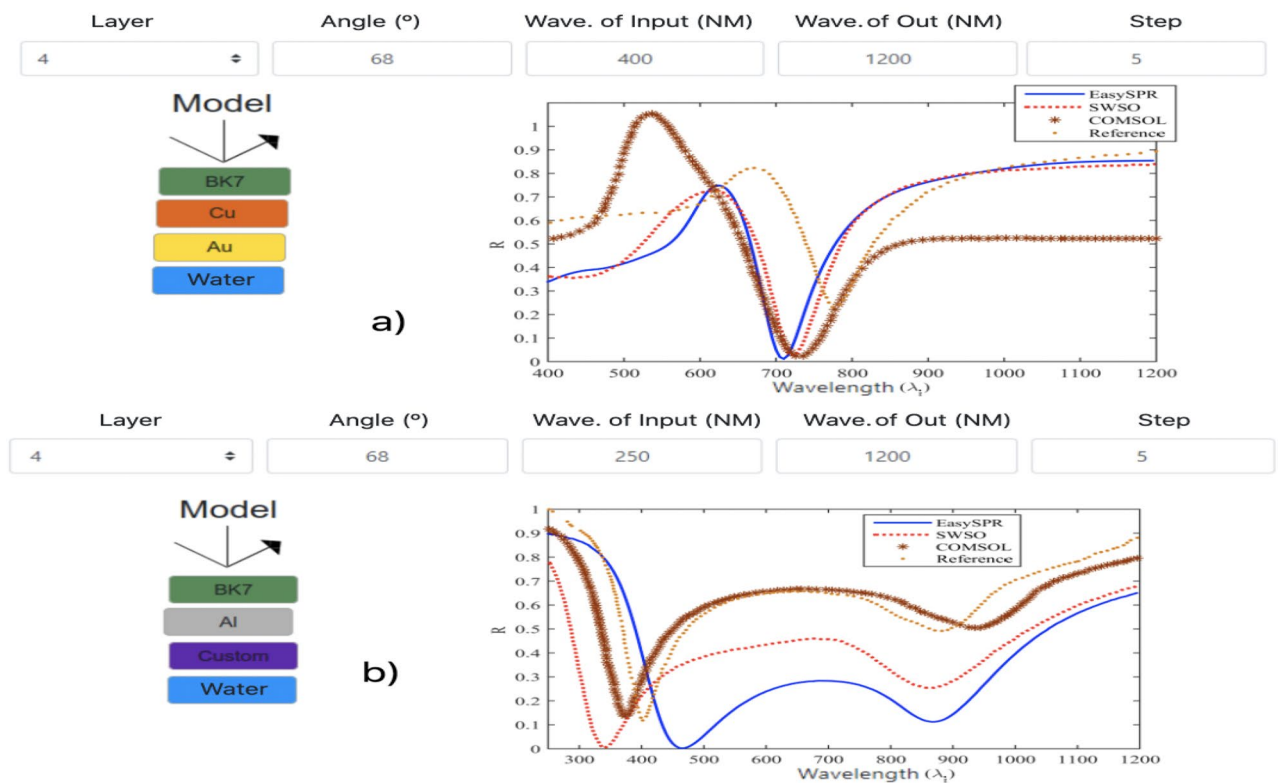 Layer Angle (º) Wave. of Input (NM) Wave.of Out (NM) Step
4 68 400 1200 5
Model
BK7
Cu
Au
Water
a)
EasySPR
SWSO
COMSOL
Reference
1
0.9
0.8
0.7
0.6
0.5
0.4
0.3
0.2
0.1
0
R
400 500 600 700 800 900 1000 1100 1200
Wavelength (λᵢ)
Layer Angle (º) Wave. of Input (NM) Wave. of Out (NM) Step
4 68 250 1200 5
Model
BK7
Al
Custom
Water
b)
EasySPR
SWSO
COMSOL
Reference
1
0.9
0.8
0.7
0.6
0.5
0.4
0.3
0.2
0.1
0
R
300 400 500 600 700 800 900 1000 1100 1200
Wavelength (λᵢ)